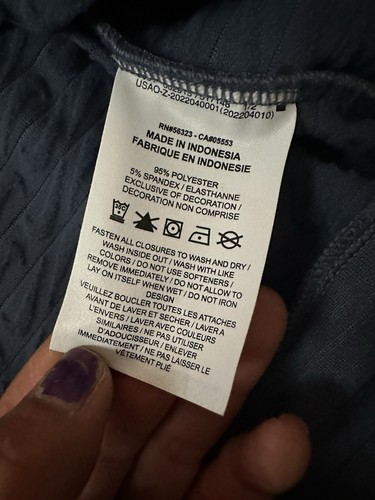 USAO-Z-2022040001(202204010)
RN#56323 - CA#05553
MADE IN INDONESIA
FABRIQUE EN INDONESIE
95% POLYESTER
5% SPANDEX / ELASTHANNE
EXCLUSIVE OF DECORATION /
DECORATION NON COMPRISE
FASTEN ALL CLOSURES TO WASH AND DRY /
WASH INSIDE OUT / WASH WITH LIKE
COLORS / DO NOT USE SOFTENERS /
REMOVE IMMEDIATELY / DO NOT ALLOW TO
LAY ON ITSELF WHEN WET / DO NOT IRON
DESIGN
VEUILLEZ BOUCLER TOUTES LES ATTACHES
AVANT DE LAVER ET SECHER / LAVER A
L'ENVERS / LAVER AVEC COULEURS
SIMILAIRES / NE PAS UTILISER
D'ADOUCISSEUR / ENLEVER
IMMEDIATEMENT / NE PAS LAISSER LE
VÊTEMENT PLIÉ